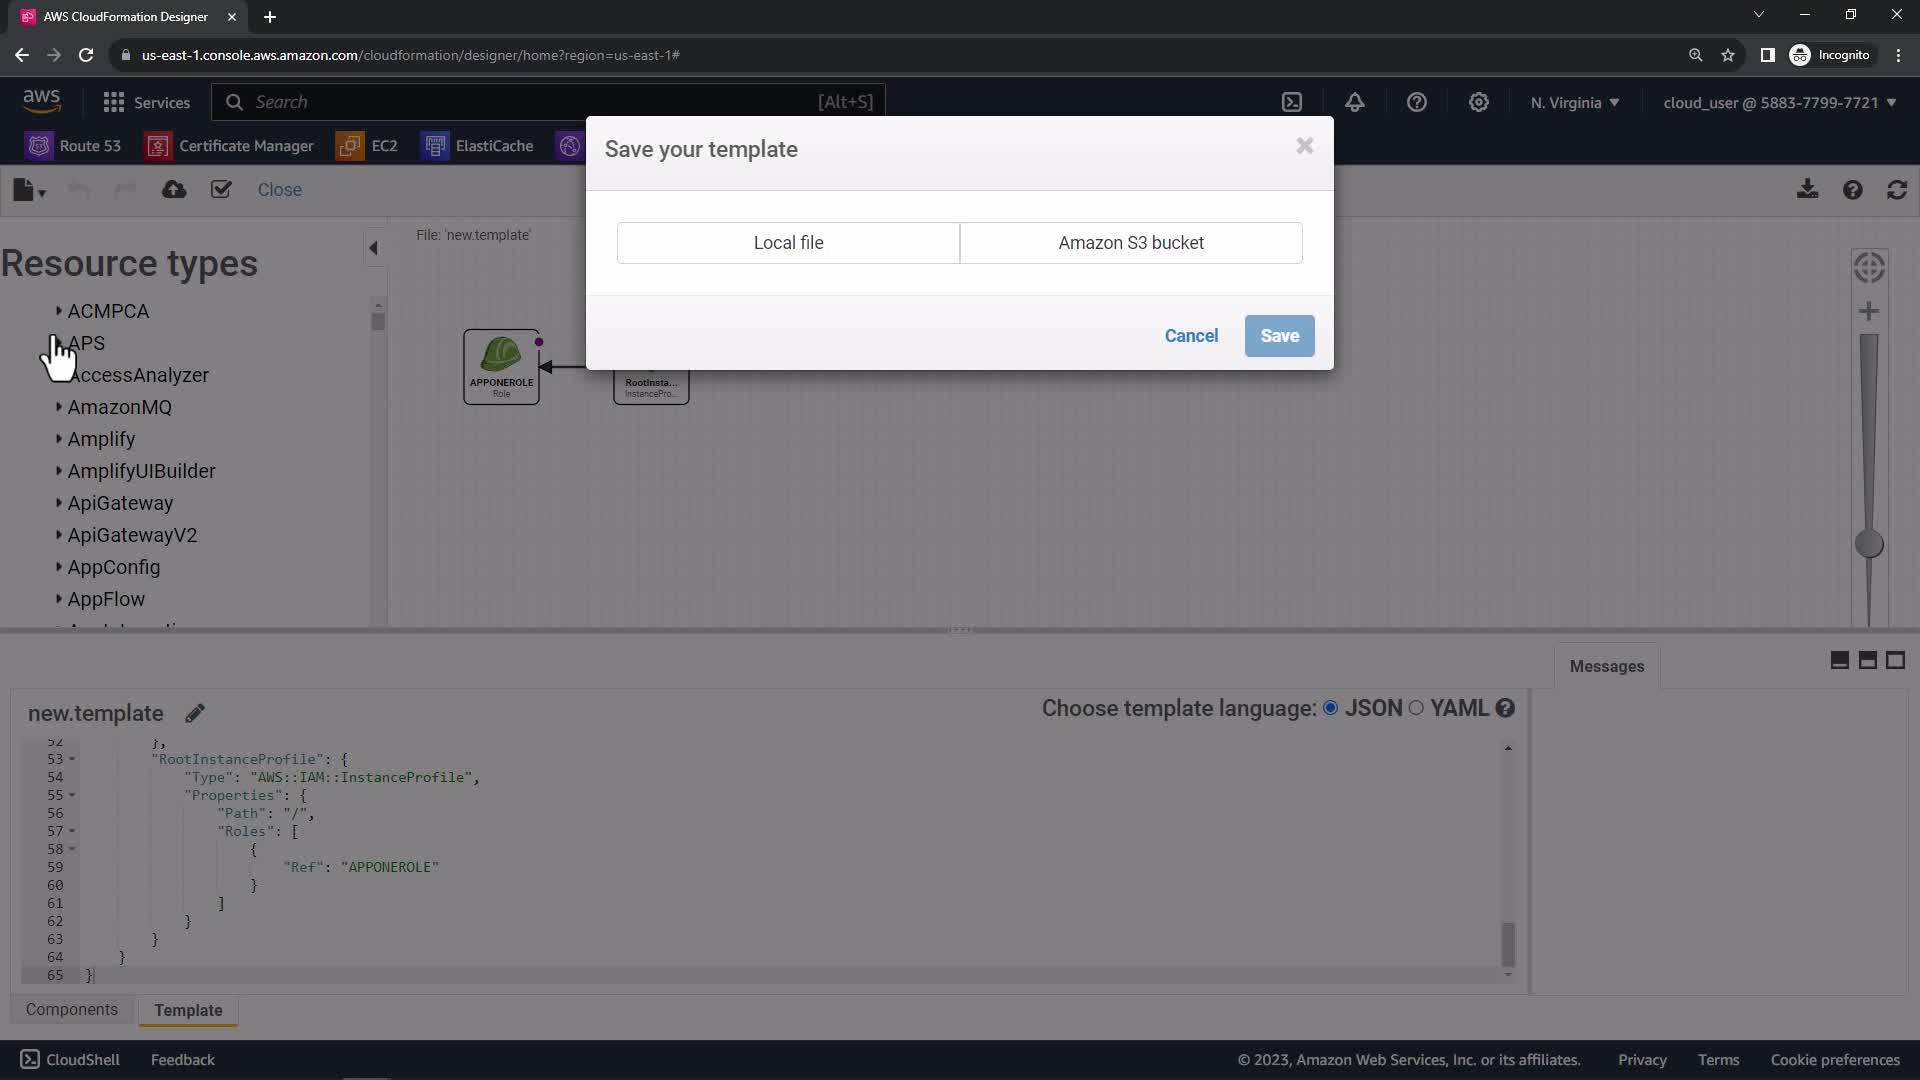 AWS CloudFormation Designer
us-east-1.console.aws.amazon.com/cloudformation/designer/home?region=us-east-1#
Incognito
aws
Services
Search
[Alt+S]
N. Virginia
cloud_user @ 5883-7799-7721
Route 53
Certificate Manager
EC2
ElastiCache
Save your template
Close
Local file
Amazon S3 bucket
Cancel
Save
File: 'new.template'
Resource types
ACMPCA
APS
AccessAnalyzer
AmazonMQ
Amplify
AmplifyUIBuilder
ApiGateway
ApiGatewayV2
AppConfig
AppFlow
APPONEROLE
Role
RootInsta...
InstancePro...
Messages
new.template
Choose template language: JSON YAML
52 },
53 "RootInstanceProfile": {
54 "Type": "AWS::IAM::InstanceProfile",
55 "Properties": {
56 "Path": "/",
57 "Roles": [
58 {
59 "Ref": "APPONEROLE"
60 }
61 ]
62 }
63 }
64 }
65 }
Components
Template
CloudShell
Feedback
© 2023, Amazon Web Services, Inc. or its affiliates.
Privacy
Terms
Cookie preferences